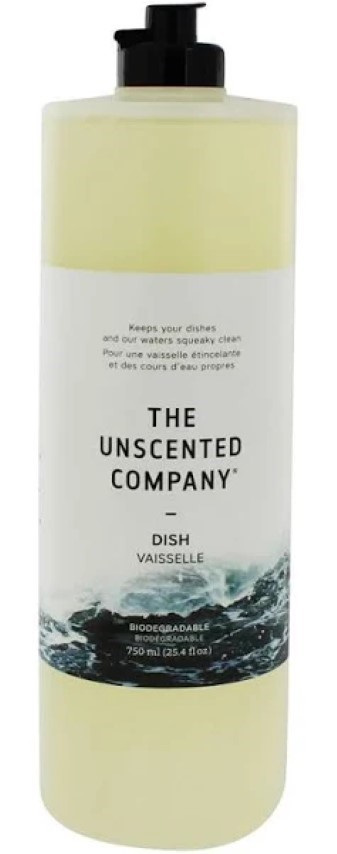 Keeps your dishes
and our waters squeaky clean
Pour une vaisselle étincelante
et des cours d'eau propres
THE
UNSCENTED
COMPANY®
–
DISH
VAISSELLE
BIODEGRADABLE
BIODÉGRADABLE
750 ml (25.4 fl oz)